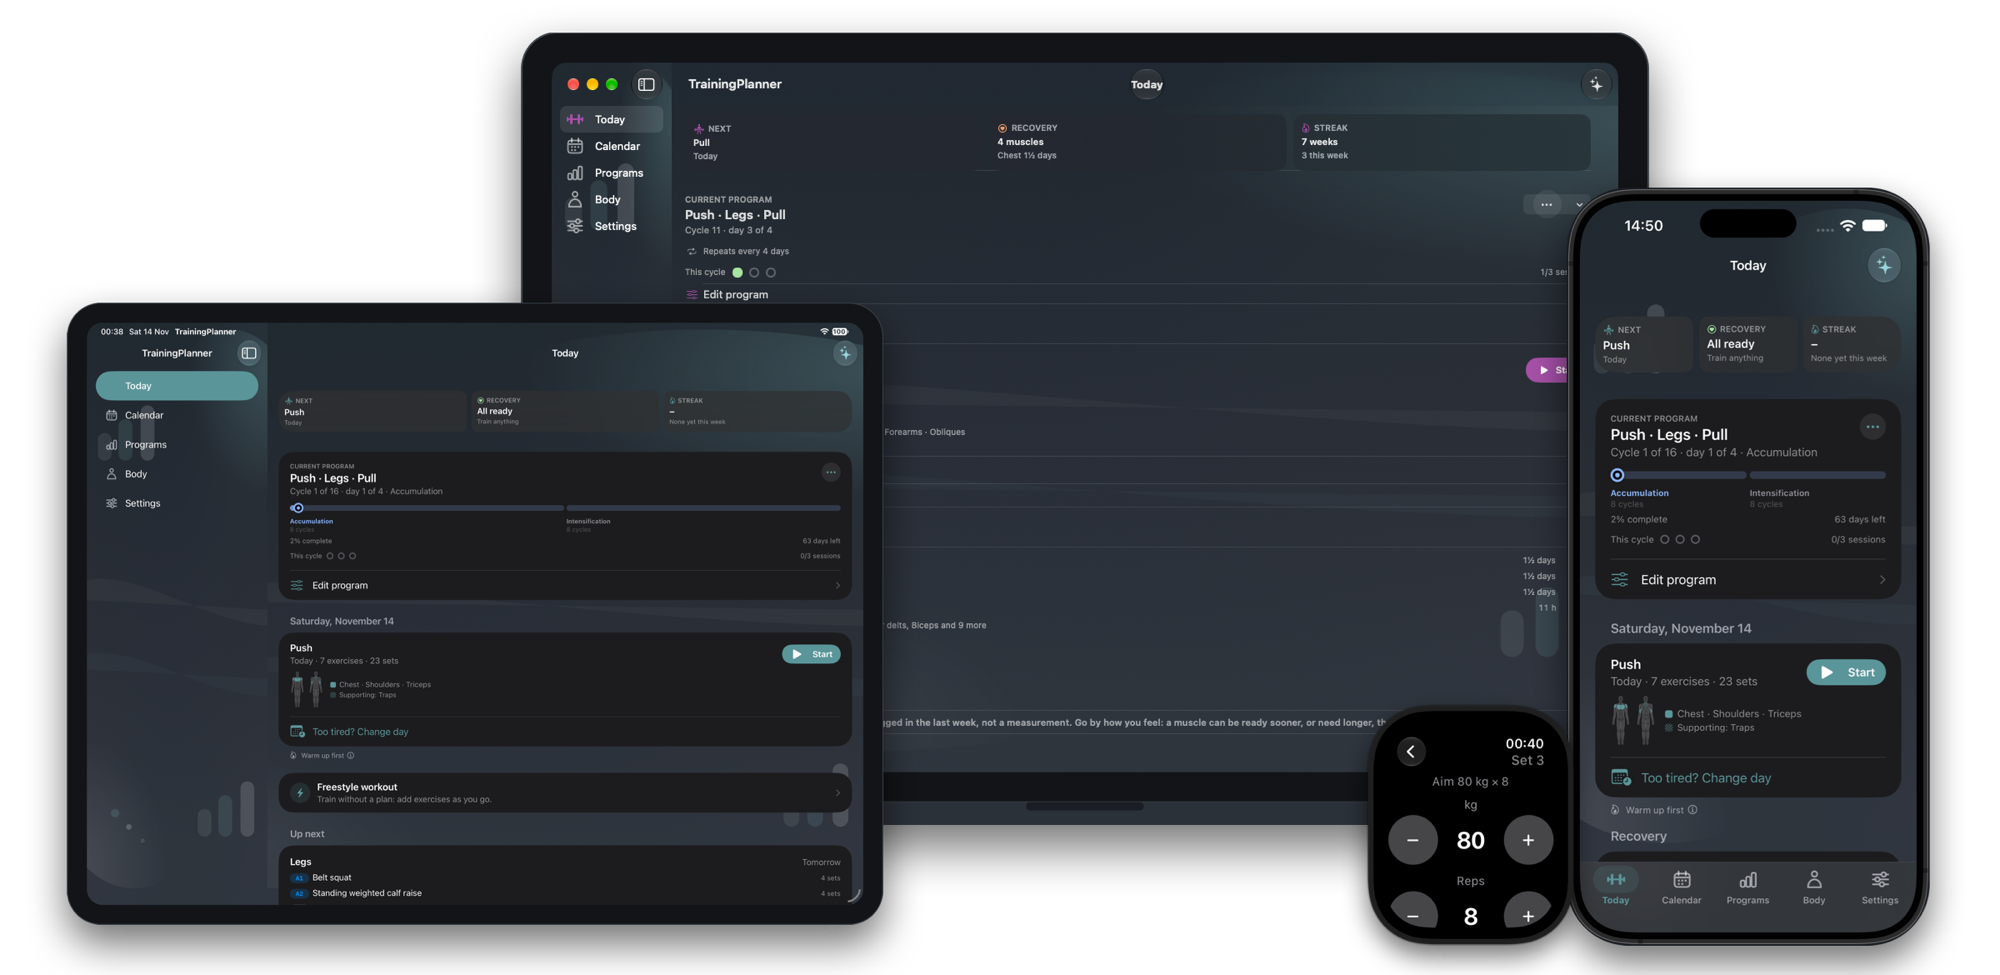 TrainingPlanner
Today
Today
Calendar
Programs
Body
Settings
NEXT
Pull
Today
RECOVERY
4 muscles
Chest 1½ days
STREAK
7 weeks
3 this week
CURRENT PROGRAM
Push · Legs · Pull
Cycle 11 · day 3 of 4
Repeats every 4 days
This cycle
Edit program
Forearms · Obliques
1½ days
1½ days
1½ days
11 h
delts, Biceps and 9 more
in the last week, not a measurement. Go by how you feel: a muscle can be ready sooner, or need longer,
00:38 Sat 14 Nov TrainingPlanner
100
TrainingPlanner
Today
Today
Calendar
Programs
Body
Settings
NEXT
Push
Today
RECOVERY
All ready
Train anything
STREAK
–
None yet this week
CURRENT PROGRAM
Push · Legs · Pull
Cycle 1 of 16 · day 1 of 4 · Accumulation
Accumulation
8 cycles
Intensification
8 cycles
2% complete
63 days left
This cycle
0/3 sessions
Edit program
Saturday, November 14
Push
Today · 7 exercises · 23 sets
Start
Chest · Shoulders · Triceps
Supporting: Traps
Too tired? Change day
Warm up first
Freestyle workout
Train without a plan: add exercises as you go.
Up next
Legs
Tomorrow
A1 Belt squat
4 sets
A2 Standing weighted calf raise
4 sets
00:40
Set 3
Aim 80 kg × 8
kg
− 80 +
Reps
− 8 +
14:50
Today
NEXT
Push
Today
RECOVERY
All ready
Train anything
STREAK
–
None yet this week
CURRENT PROGRAM
Push · Legs · Pull
Cycle 1 of 16 · day 1 of 4 · Accumulation
Accumulation
8 cycles
Intensification
8 cycles
2% complete
63 days left
This cycle
0/3 sessions
Edit program
Saturday, November 14
Push
Today · 7 exercises · 23 sets
Start
Chest · Shoulders · Triceps
Supporting: Traps
Too tired? Change day
Warm up first
Recovery
Today
Calendar
Programs
Body
Settings